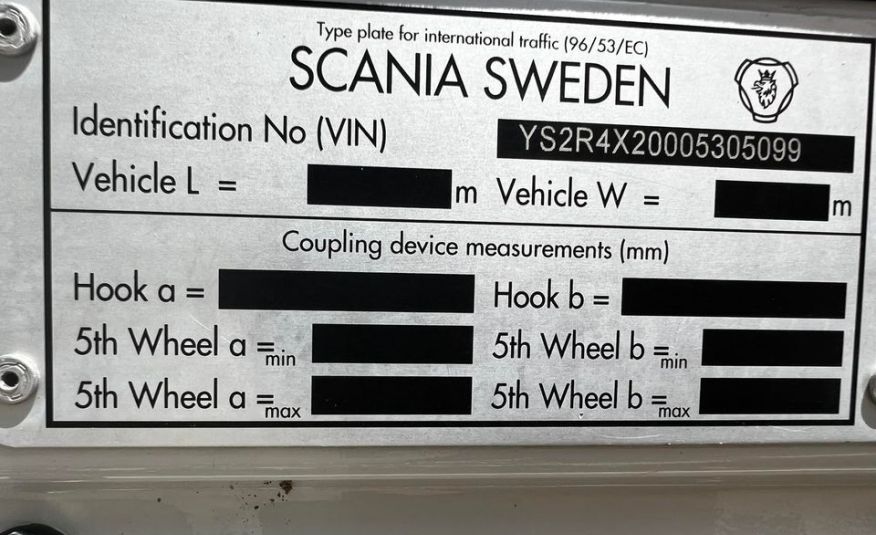 Type plate for international traffic (96/53/EC)
SCANIA SWEDEN
Identification No (VIN) YS2R4X20005305099
Vehicle L = m Vehicle W = m
Coupling device measurements (mm)
Hook a = Hook b =
5th Wheel a =min 5th Wheel b =min
5th Wheel a =max 5th Wheel b =max